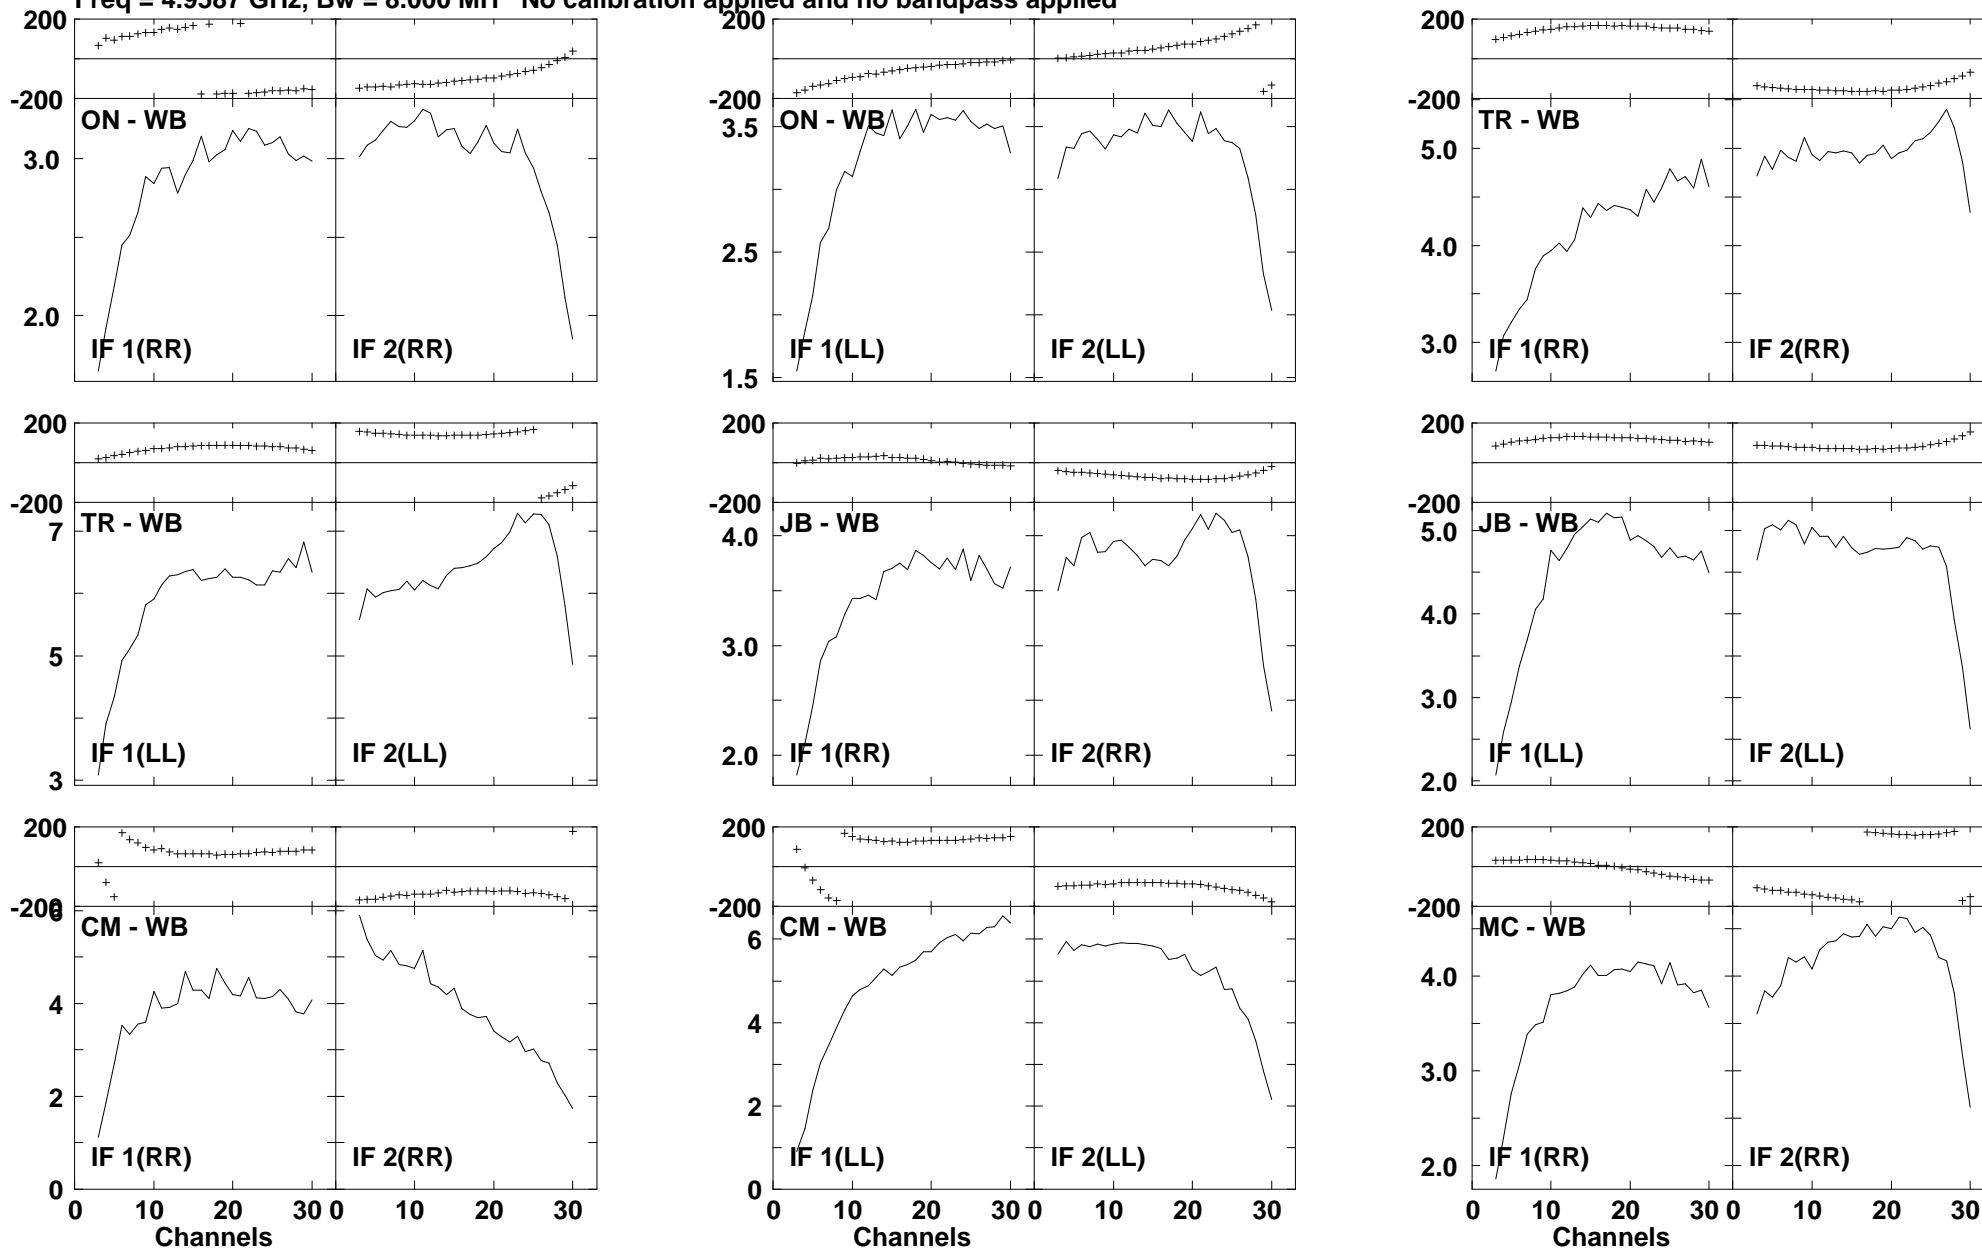 Freq = 4.9587 GHz, Bw = 8.000 MH No calibration applied and no bandpass applied
200 200 200
-200 -200 -200
ON - WB ON - WB TR - WB
3.0 2.0
3.5 2.5 1.5
5.0 4.0 3.0
IF 1(RR) IF 2(RR) IF 1(LL) IF 2(LL) IF 1(RR) IF 2(RR)
200 200 200
-200 -200 -200
TR - WB JB - WB JB - WB
7 5 3
4.0 3.0 2.0
5.0 4.0 3.0 2.0
IF 1(LL) IF 2(LL) IF 1(RR) IF 2(RR) IF 1(LL) IF 2(LL)
200 200 200
-200 -200 -200
CM - WB CM - WB MC - WB
6 4 2 0
6 4 2 0
4.0 3.0 2.0
IF 1(RR) IF 2(RR) IF 1(LL) IF 2(LL) IF 1(RR) IF 2(RR)
0 10 20 30 0 10 20 30 0 10 20 30 0 10 20 30 0 10 20 30 0 10 20 30
Channels Channels Channels